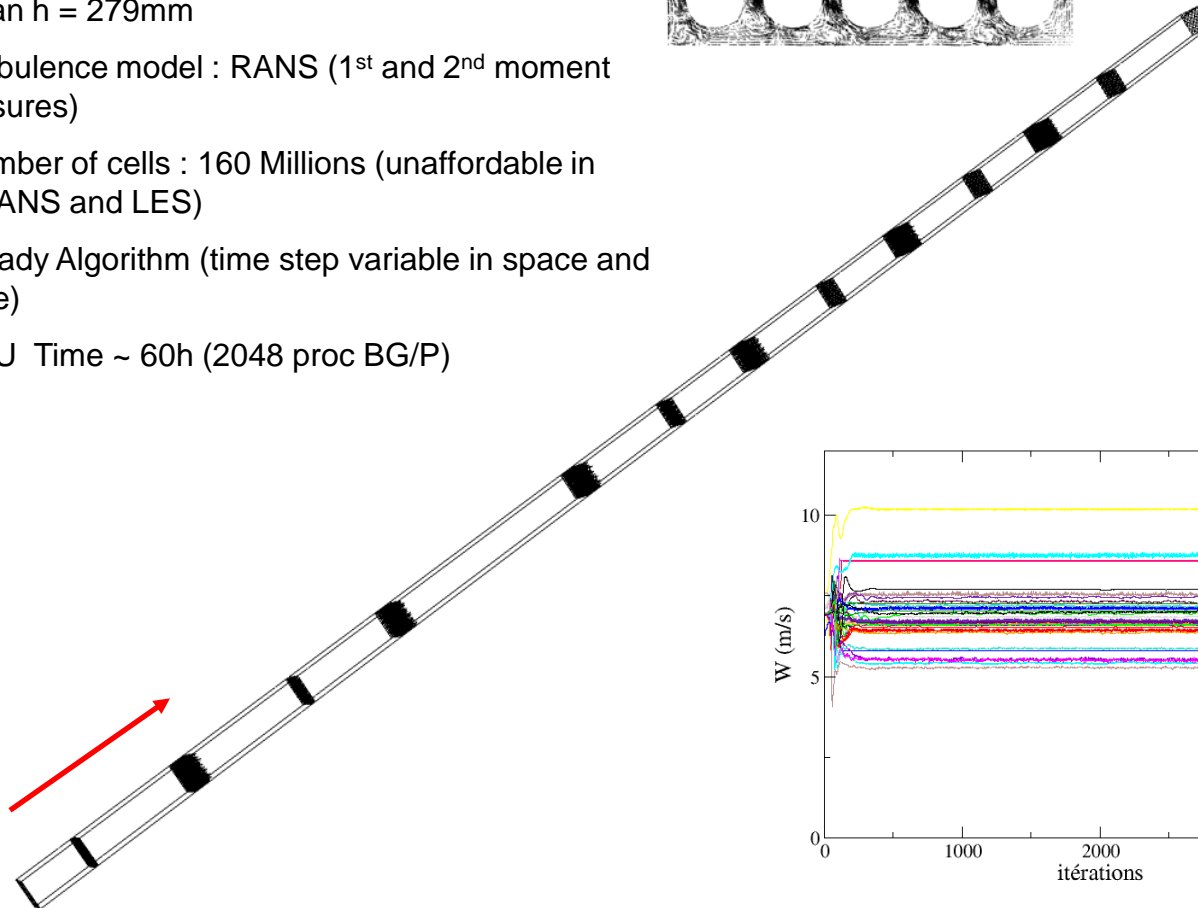 an h = 279mm
bulence model : RANS (1st and 2nd moment
sures)
mber of cells : 160 Millions (unaffordable in
ANS and LES)
ady Algorithm (time step variable in space and
e)
U Time ~ 60h (2048 proc BG/P)
10
5
0
W (m/s)
0 1000 2000
itérations